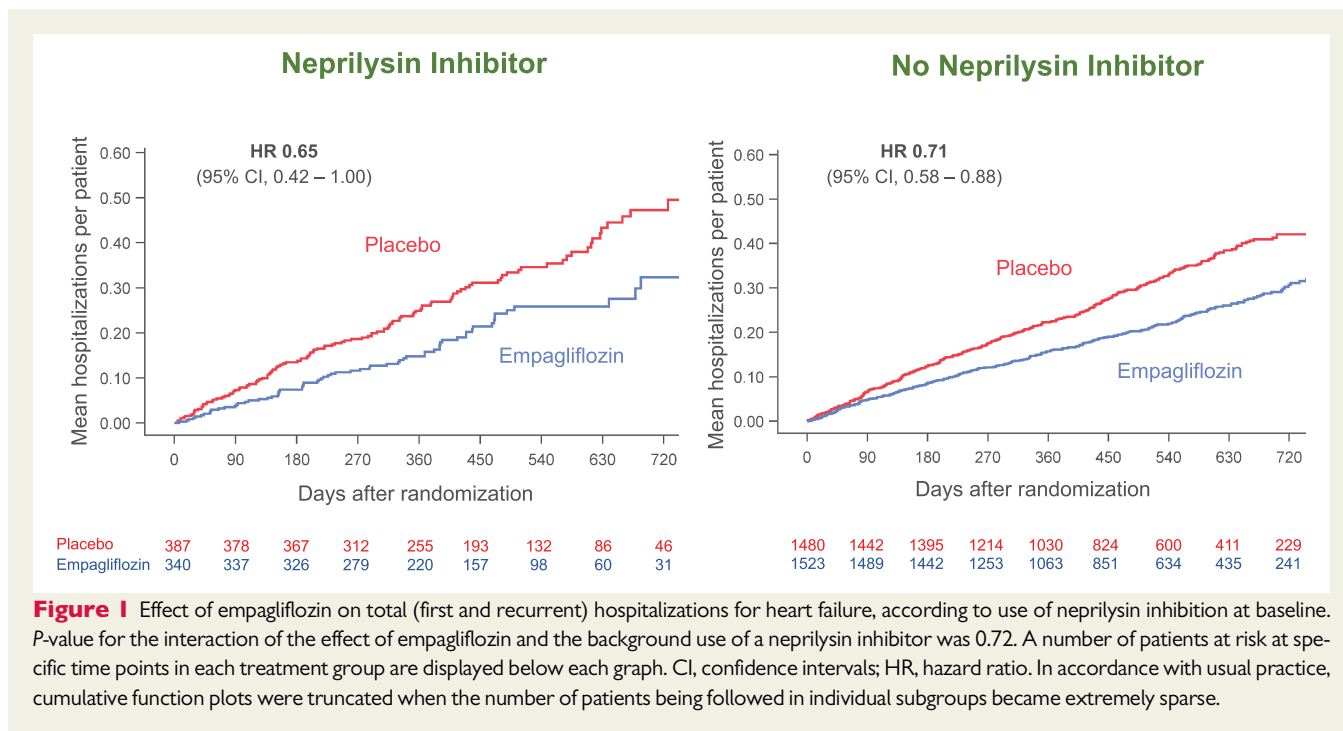 Neprilysin Inhibitor
Mean hospitalizations per patient
0.60
0.50
0.40
0.30
0.20
0.10
0.00
HR 0.65
(95% CI, 0.42 – 1.00)
Placebo
Empagliflozin
0 90 180 270 360 450 540 630 720
Days after randomization
No Neprilysin Inhibitor
Mean hospitalizations per patient
0.60
0.50
0.40
0.30
0.20
0.10
0.00
HR 0.71
(95% CI, 0.58 – 0.88)
Placebo
Empagliflozin
0 90 180 270 360 450 540 630 720
Days after randomization
Placebo 387 378 367 312 255 193 132 86 46 1480 1442 1395 1214 1030 824 600 411 229
Empagliflozin 340 337 326 279 220 157 98 60 31 1523 1489 1442 1253 1063 851 634 435 241
Figure 1 Effect of empagliflozin on total (first and recurrent) hospitalizations for heart failure, according to use of neprilysin inhibition at baseline.
P-value for the interaction of the effect of empagliflozin and the background use of a neprilysin inhibitor was 0.72. A number of patients at risk at spe-
cific time points in each treatment group are displayed below each graph. CI, confidence intervals; HR, hazard ratio. In accordance with usual practice,
cumulative function plots were truncated when the number of patients being followed in individual subgroups became extremely sparse.